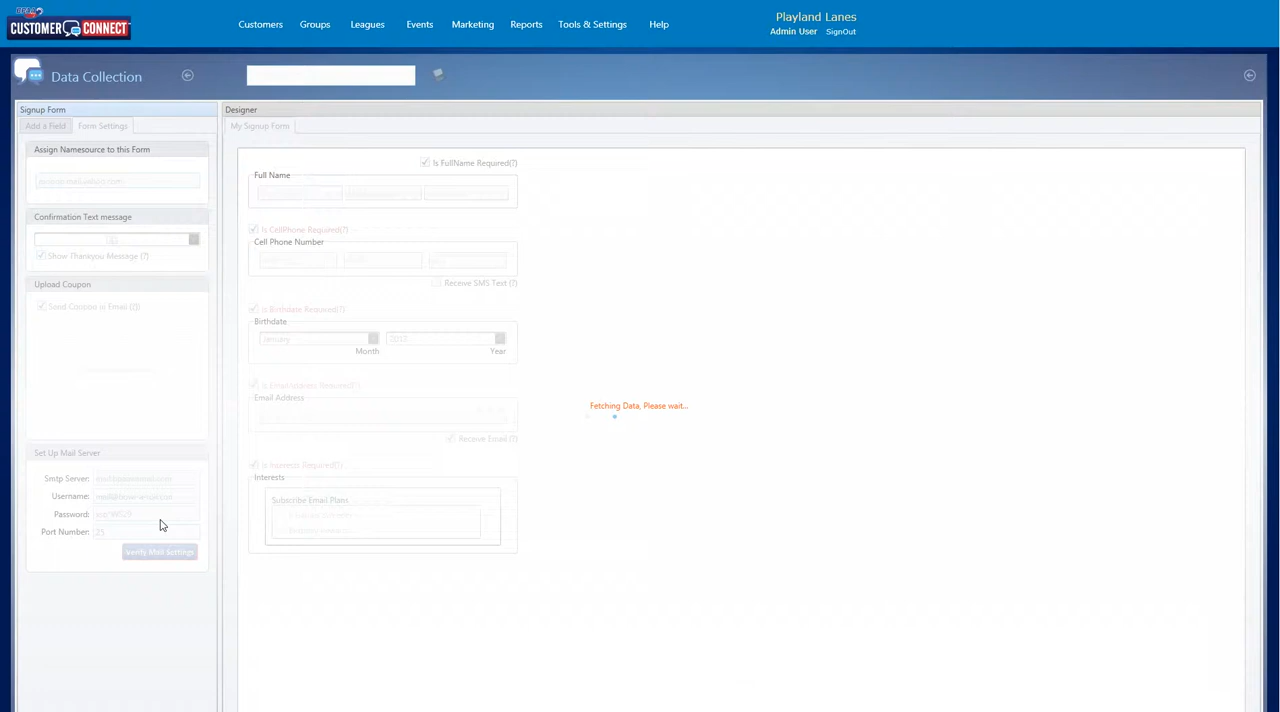 BPAA
CUSTOMER CONNECT
Customers Groups Leagues Events Marketing Reports Tools & Settings Help
Playland Lanes
Admin User SignOut
Data Collection
Signup Form
Add a Field Form Settings
Assign Namesource to this Form
Confirmation Text message
Show Thankyou Message (?)
Upload Coupon
Send Coupon in Email (?)
Set Up Mail Server
Smtp Server:
Username:
Password:
Port Number: 25
Verify Mail Settings
Designer
My Signup Form
Is FullName Required(?)
Full Name
Is CellPhone Required(?)
Cell Phone Number
Receive SMS Text (?)
Is Birthdate Required(?)
Birthdate
January 2017
Month Year
Is EmailAddress Required(?)
Email Address
Receive Email (?)
Is Interests Required(?)
Interests
Subscribe Email Plans
Fetching Data, Please wait...